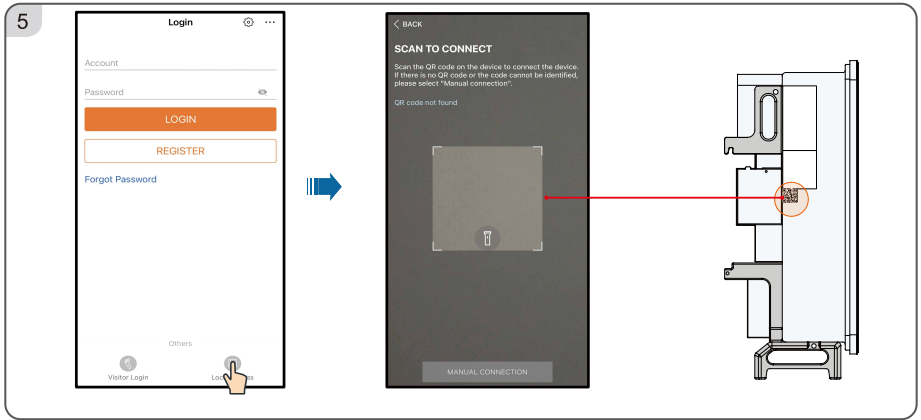 5
Login
Account
Password
LOGIN
REGISTER
Forgot Password
Others
Visitor Login
BACK
SCAN TO CONNECT
Scan the QR code on the device to connect the device.
If there is no QR code or the code cannot be identified,
please select "Manual connection".
QR code not found
MANUAL CONNECTION